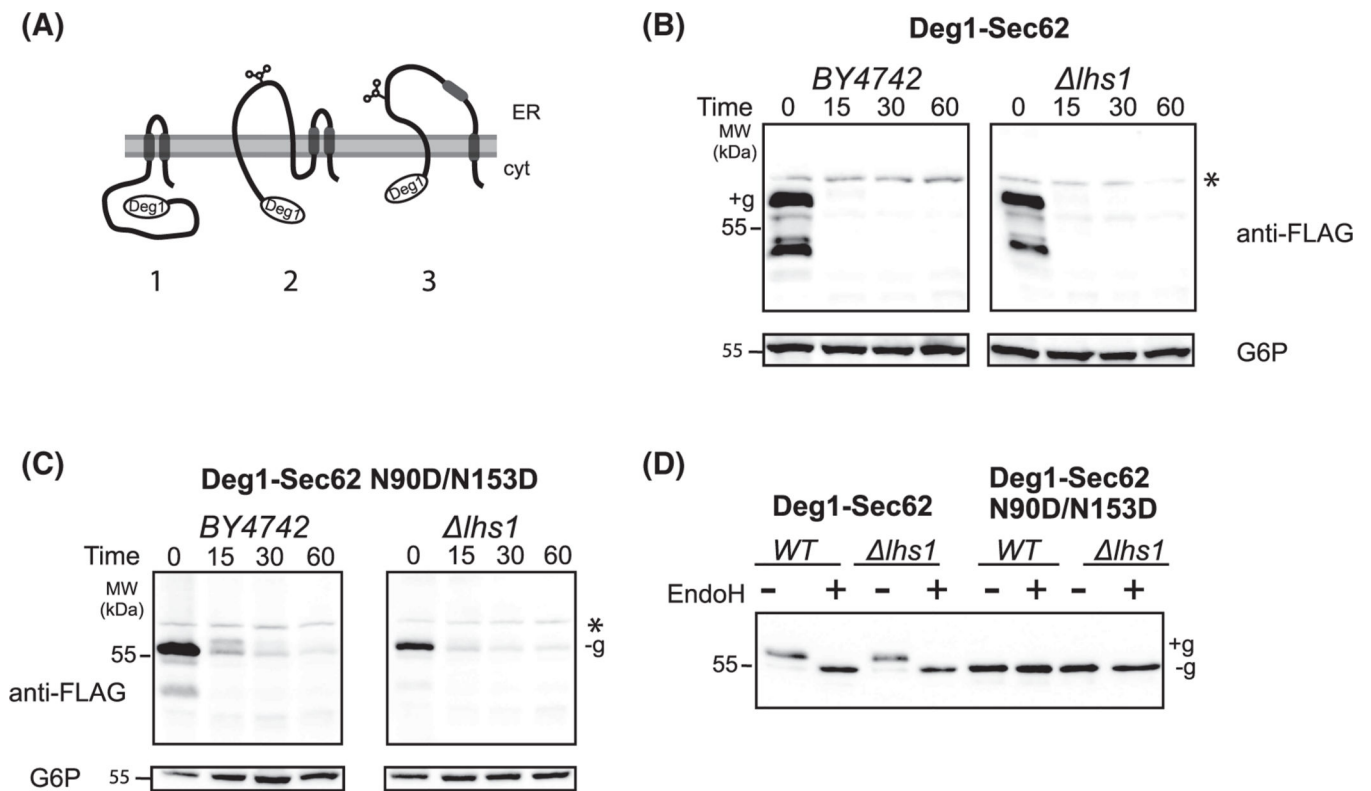 (A)
ER
cyt
Deg1
Deg1
Deg1
1 2 3
(B)
Deg1-Sec62
BY4742 Δlhs1
Time 0 15 30 60 0 15 30 60
MW
(kDa)
+g
55
*
anti-FLAG
55
G6P
(C)
Deg1-Sec62 N90D/N153D
BY4742 Δlhs1
Time 0 15 30 60 0 15 30 60
MW
(kDa)
*
-g
55
anti-FLAG
G6P 55
(D)
Deg1-Sec62
Deg1-Sec62
N90D/N153D
WT Δlhs1 WT Δlhs1
EndoH - + - + - + - +
55
+g
-g